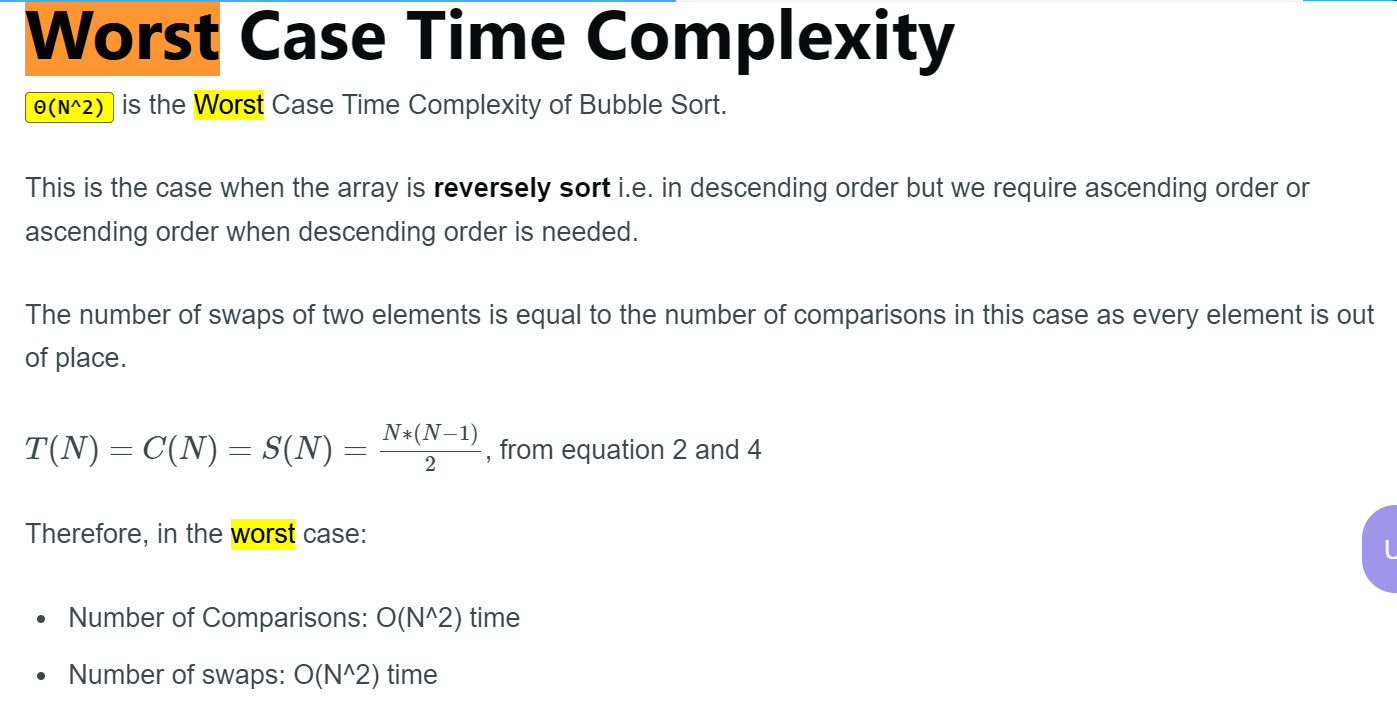 Worst Case Time Complexity
Θ(N^2) is the Worst Case Time Complexity of Bubble Sort.
This is the case when the array is reversely sort i.e. in descending order but we require ascending order or
ascending order when descending order is needed.
The number of swaps of two elements is equal to the number of comparisons in this case as every element is out
of place.
T(N) = C(N) = S(N) = N*(N−1)/2, from equation 2 and 4
Therefore, in the worst case:
• Number of Comparisons: O(N^2) time
• Number of swaps: O(N^2) time